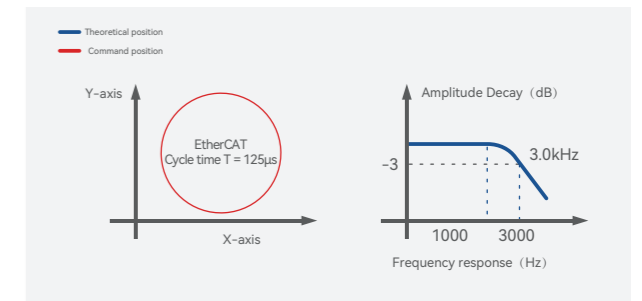 Theoretical position
Command position
Y-axis
EtherCAT
Cycle time T = 125μs
X-axis
Amplitude Decay（dB）
-3
3.0kHz
1000 3000
Frequency response（Hz）